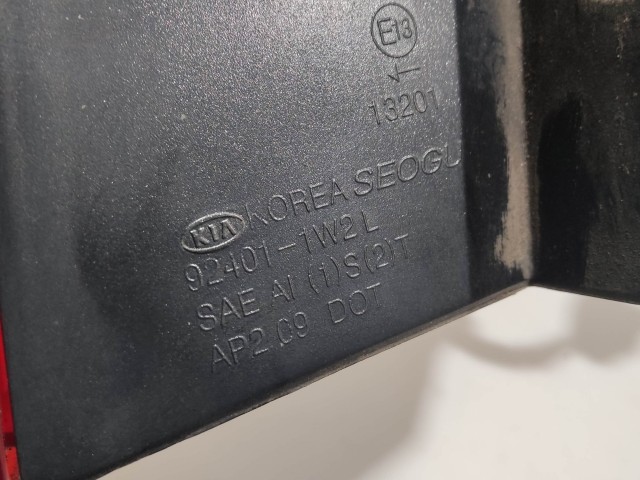 E13
13201
KIA KOREA SEOGU
92401-1W2 L
SAE AI (1)S(2)T
AP2 09 DOT